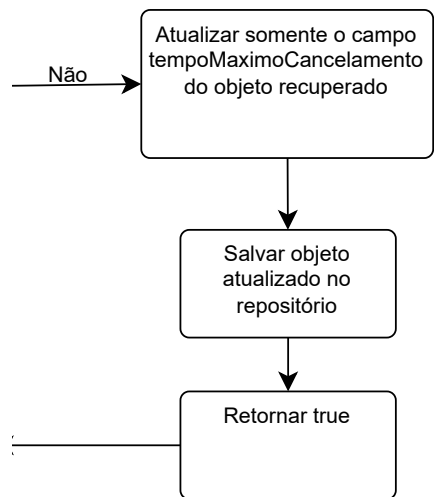 Atualizar somente o campo
tempoMaximoCancelamento
do objeto recuperado
Não
Salvar objeto
atualizado no
repositório
Retornar true